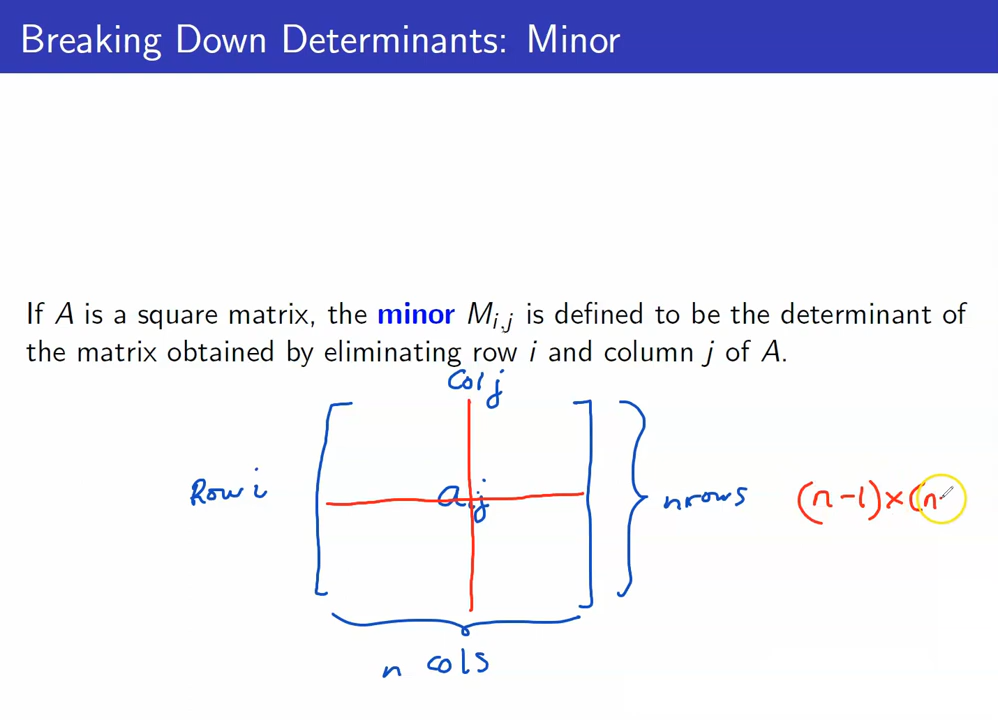 Breaking Down Determinants: Minor
If A is a square matrix, the minor M_{i,j} is defined to be the determinant of
the matrix obtained by eliminating row i and column j of A.
Col j
Row i
a_{ij}
n rows
(n-1)×(n-
n cols